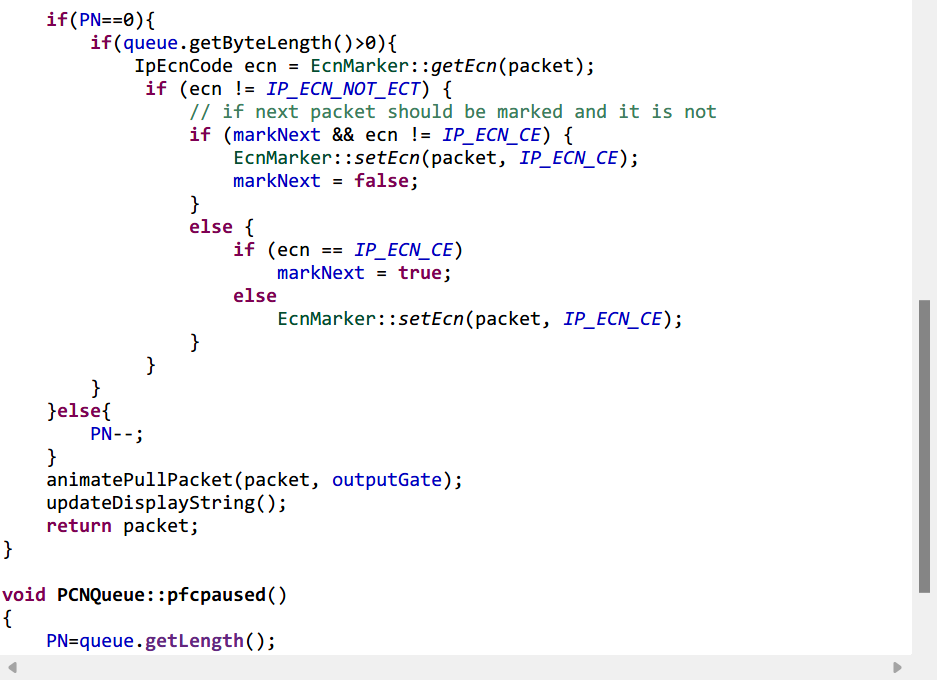 if(PN==0){
        if(queue.getByteLength()>0){
            IpEcnCode ecn = EcnMarker::getEcn(packet);
             if (ecn != IP_ECN_NOT_ECT) {
                 // if next packet should be marked and it is not
                 if (markNext && ecn != IP_ECN_CE) {
                     EcnMarker::setEcn(packet, IP_ECN_CE);
                     markNext = false;
                 }
                 else {
                     if (ecn == IP_ECN_CE)
                         markNext = true;
                     else
                         EcnMarker::setEcn(packet, IP_ECN_CE);
                 }
             }
        }
    }else{
        PN--;
    }
    animatePullPacket(packet, outputGate);
    updateDisplayString();
    return packet;
}

void PCNQueue::pfcpaused()
{
    PN=queue.getLength();